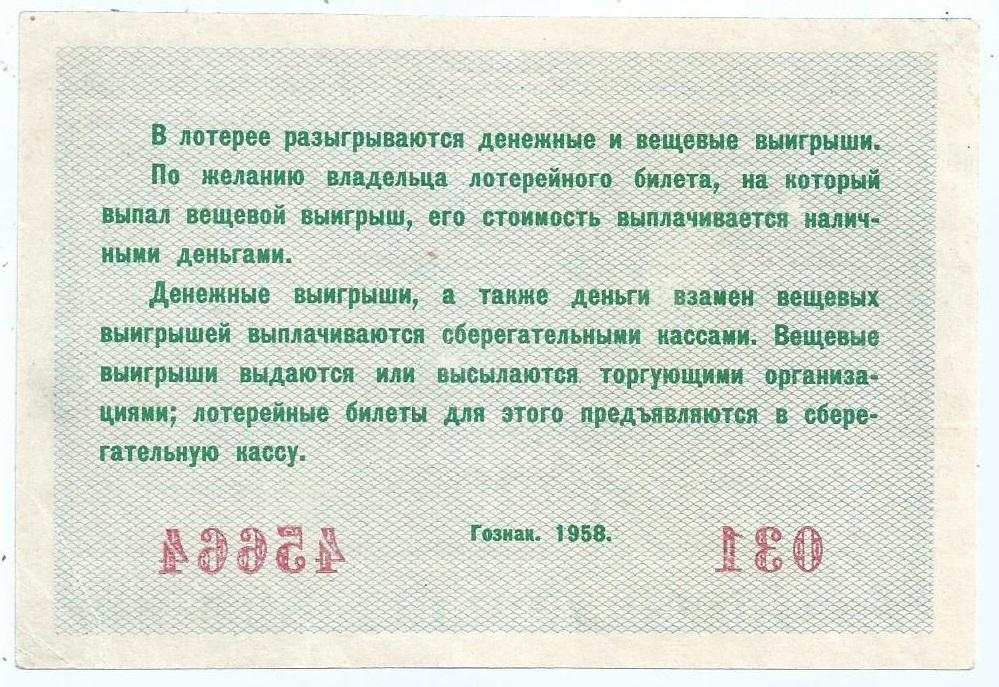 В лотерее разыгрываются денежные и вещевые выигрыши.
По желанию владельца лотерейного билета, на который
выпал вещевой выигрыш, его стоимость выплачивается налич-
ными деньгами.
Денежные выигрыши, а также деньги взамен вещевых
выигрышей выплачиваются сберегательными кассами. Вещевые
выигрыши выдаются или высылаются торгующими организа-
циями; лотерейные билеты для этого предъявляются в сбере-
гательную кассу.
45664 Гознак. 1958. 031